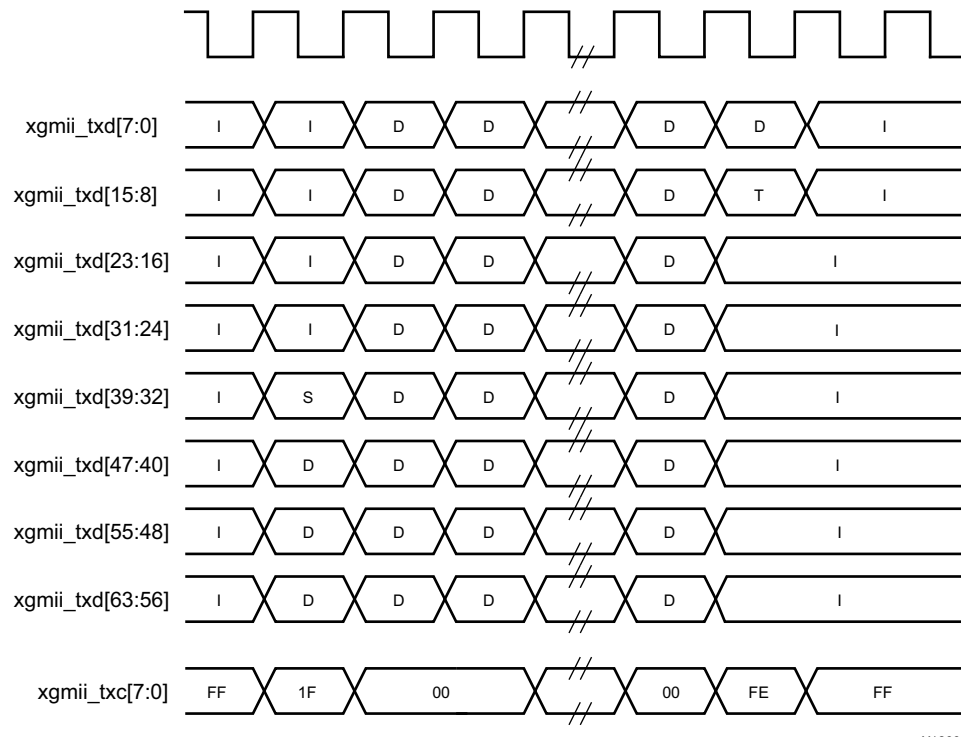 xgmii_txd[7:0] I I D D D D I
xgmii_txd[15:8] I I D D D T I
xgmii_txd[23:16] I I D D D I
xgmii_txd[31:24] I I D D D I
xgmii_txd[39:32] I S D D D I
xgmii_txd[47:40] I D D D D I
xgmii_txd[55:48] I D D D D I
xgmii_txd[63:56] I D D D D I
xgmii_txc[7:0] FF 1F 00 00 FE FF